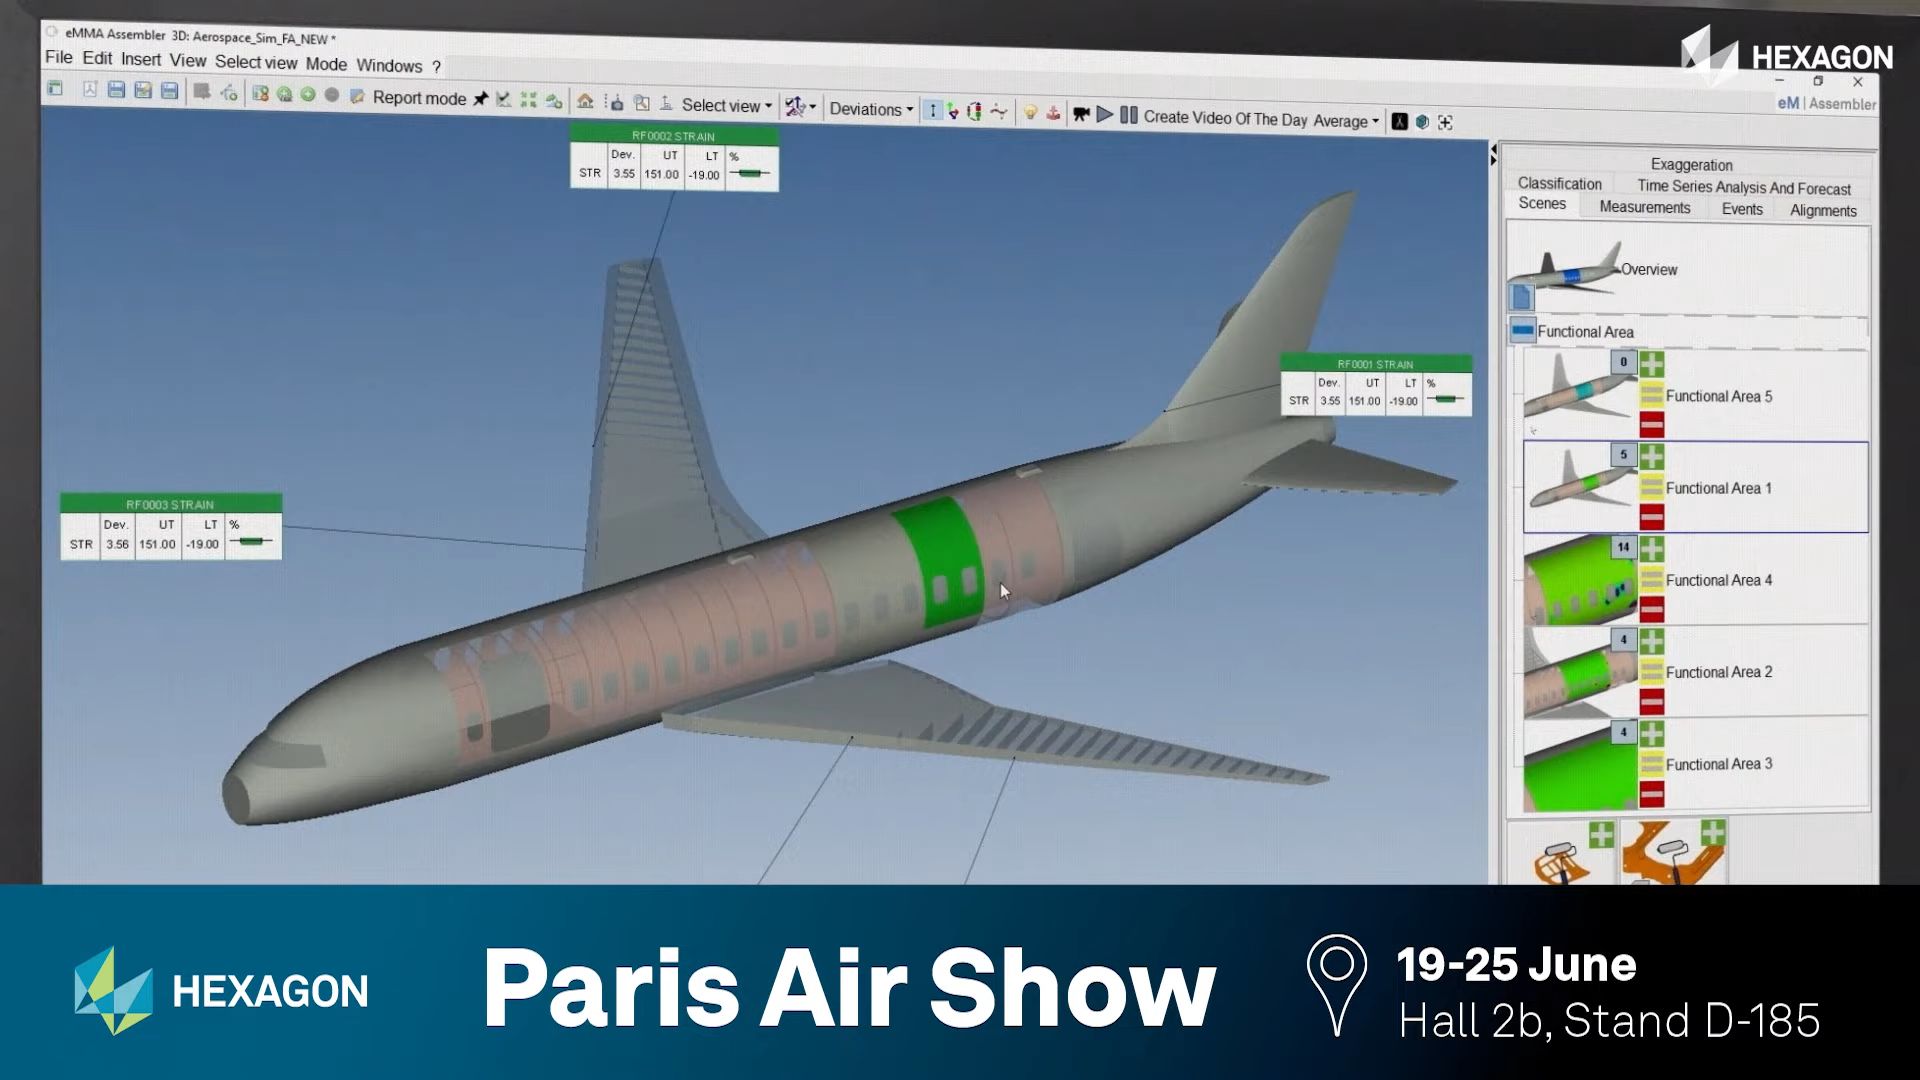 eMMA Assembler 3D: Aerospace_Sim_FA_NEW *
HEXAGON
File Edit Insert View Select view Mode Windows ?
eM | Assembler
Report mode Select view Deviations Create Video Of The Day Average
RF0002 STRAIN
Dev. UT LT %
STR 3.55 151.00 -19.00
RF0001 STRAIN
Dev. UT LT %
STR 3.55 151.00 -19.00
RF0003 STRAIN
Dev. UT LT %
STR 3.56 151.00 -19.00
Exaggeration
Classification Time Series Analysis And Forecast
Scenes Measurements Events Alignments
Overview
Functional Area
0 Functional Area 5
5 Functional Area 1
14 Functional Area 4
4 Functional Area 2
4 Functional Area 3
HEXAGON
Paris Air Show
19-25 June
Hall 2b, Stand D-185